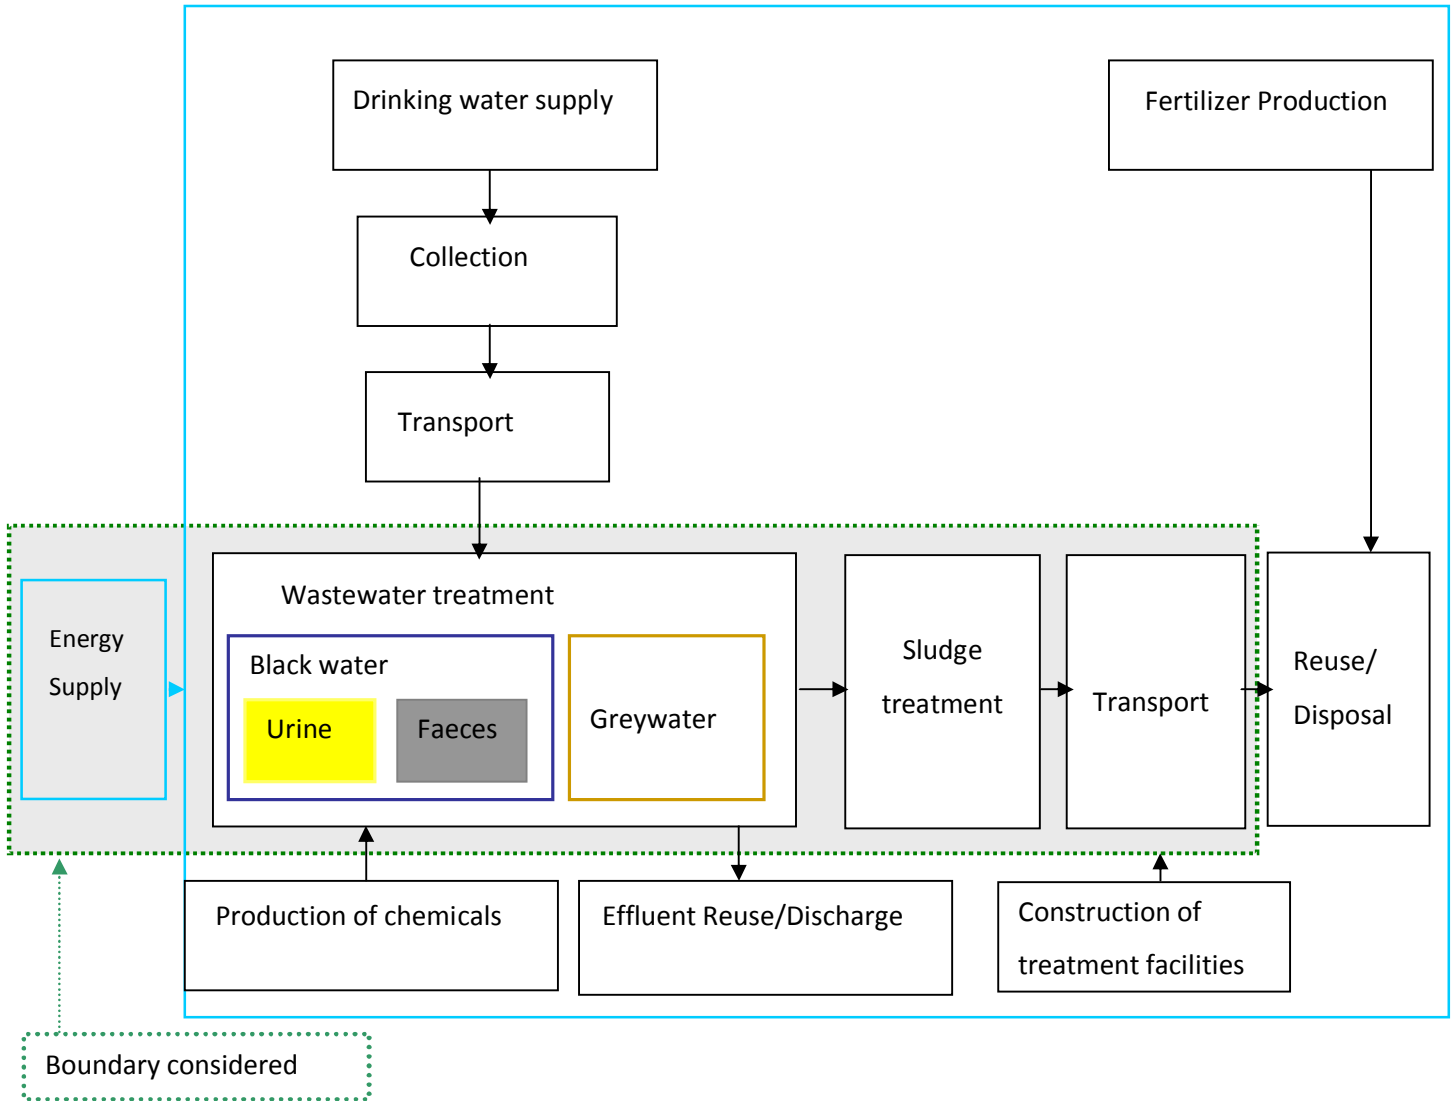 Drinking water supply
Fertilizer Production
Collection
Transport
Wastewater treatment
Energy
Supply
Black water
Urine
Faeces
Greywater
Sludge
treatment
Transport
Reuse/
Disposal
Production of chemicals
Effluent Reuse/Discharge
Construction of
treatment facilities
Boundary considered